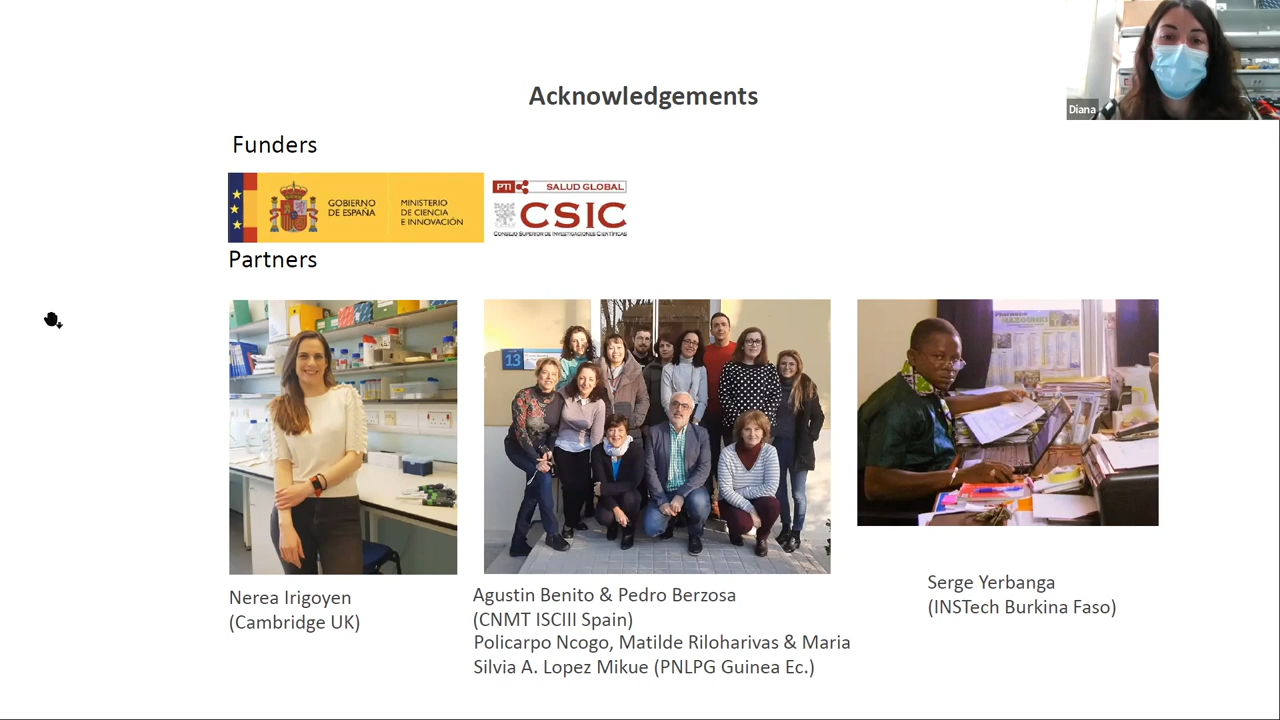 Acknowledgements
Diana
Funders
GOBIERNO
DE ESPAÑA
MINISTERIO
DE CIENCIA
E INNOVACIÓN
PTI SALUD GLOBAL
CSIC
CONSEJO SUPERIOR DE INVESTIGACIONES CIENTÍFICAS
Partners
13
Nerea Irigoyen
(Cambridge UK)
Agustin Benito & Pedro Berzosa
(CNMT ISCIII Spain)
Policarpo Ncogo, Matilde Riloharivas & Maria
Silvia A. Lopez Mikue (PNLPG Guinea Ec.)
Serge Yerbanga
(INSTech Burkina Faso)